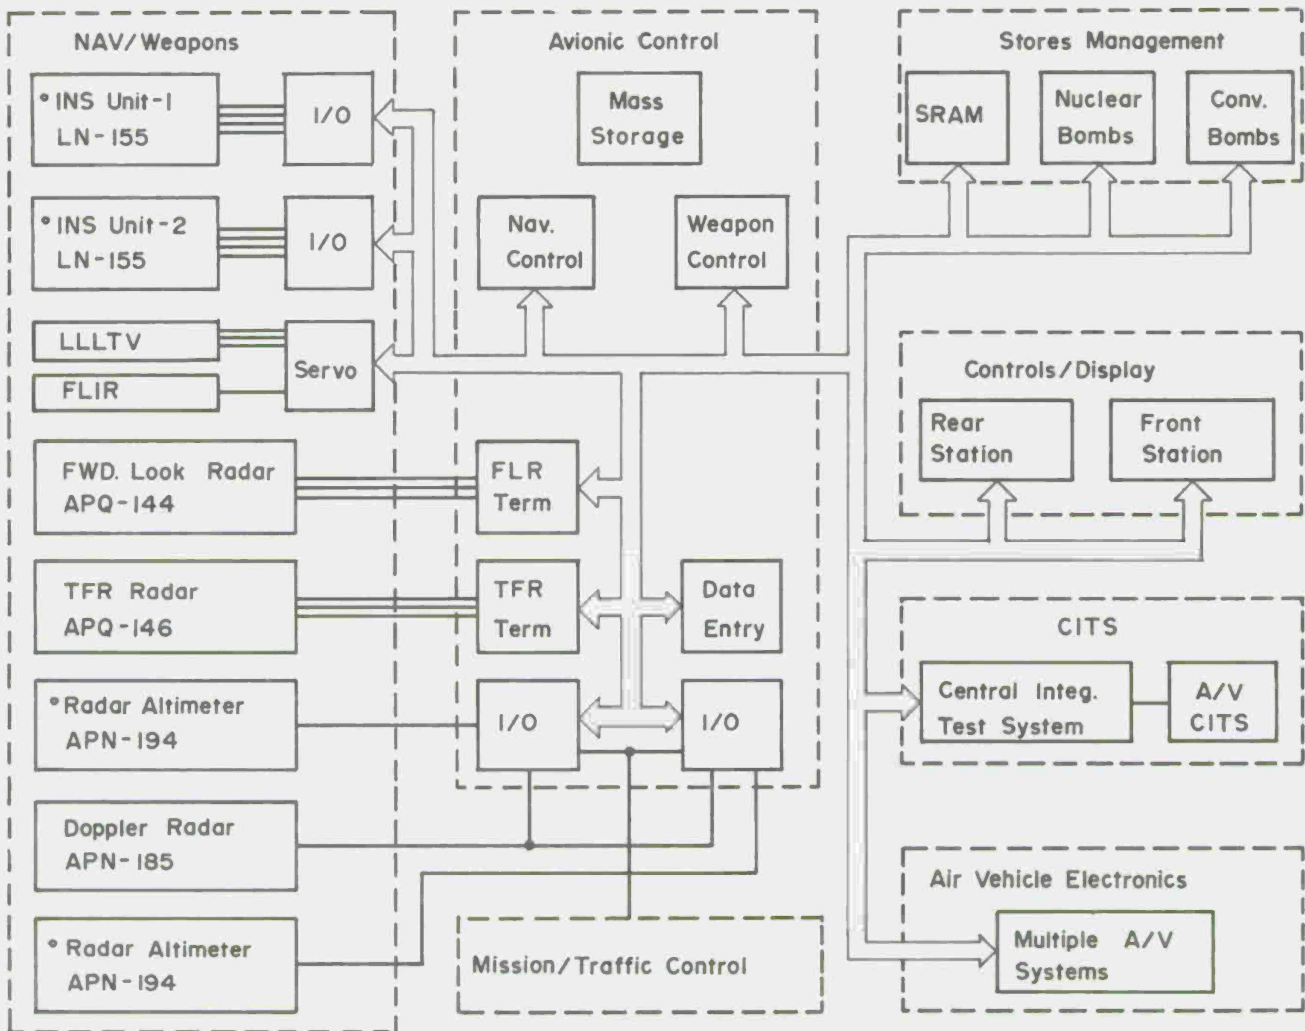 NAV/Weapons
° INS Unit-1
LN-155
I/O
° INS Unit-2
LN-155
I/O
LLLTV
FLIR
Servo
FWD. Look Radar
APQ-144
TFR Radar
APQ-146
° Radar Altimeter
APN-194
Doppler Radar
APN-185
° Radar Altimeter
APN-194
Avionic Control
Mass
Storage
Nav.
Control
Weapon
Control
FLR
Term
TFR
Term
Data
Entry
I/O
I/O
Mission/Traffic Control
Stores Management
SRAM
Nuclear
Bombs
Conv.
Bombs
Controls/Display
Rear
Station
Front
Station
CITS
Central Integ.
Test System
A/V
CITS
Air Vehicle Electronics
Multiple A/V
Systems